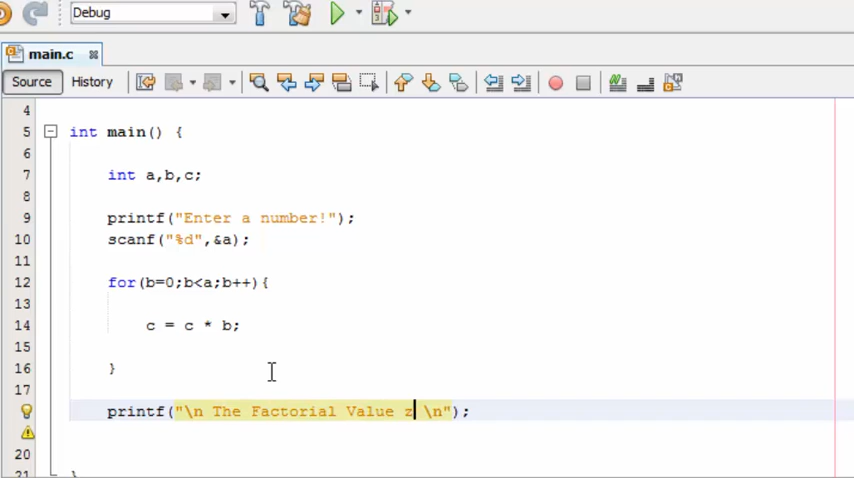 Debug
main.c
Source History
4
5 int main() {
6
7 int a,b,c;
8
9 printf("Enter a number!");
10 scanf("%d",&a);
11
12 for(b=0;b<a;b++){
13
14 c = c * b;
15
16 }
17
printf("\n The Factorial Value z \n");
20
21 }